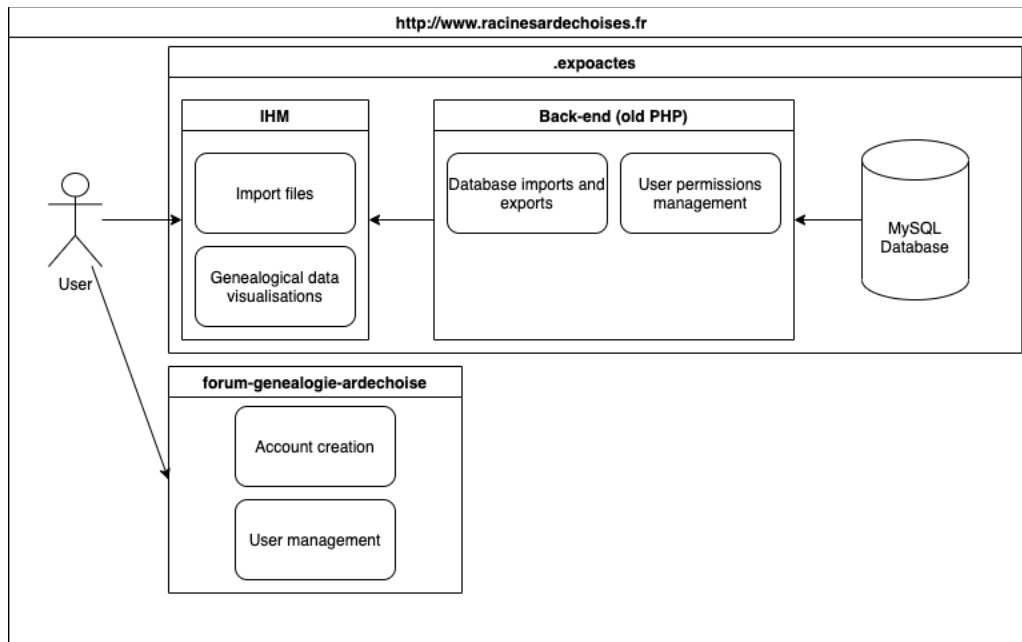 http://www.racinesardechoises.fr
.expoactes
IHM
Back-end (old PHP)
Import files
Database imports and
exports
User permissions
management
MySQL
Database
User
Genealogical data
visualisations
forum-genealogie-ardechoise
Account creation
User management